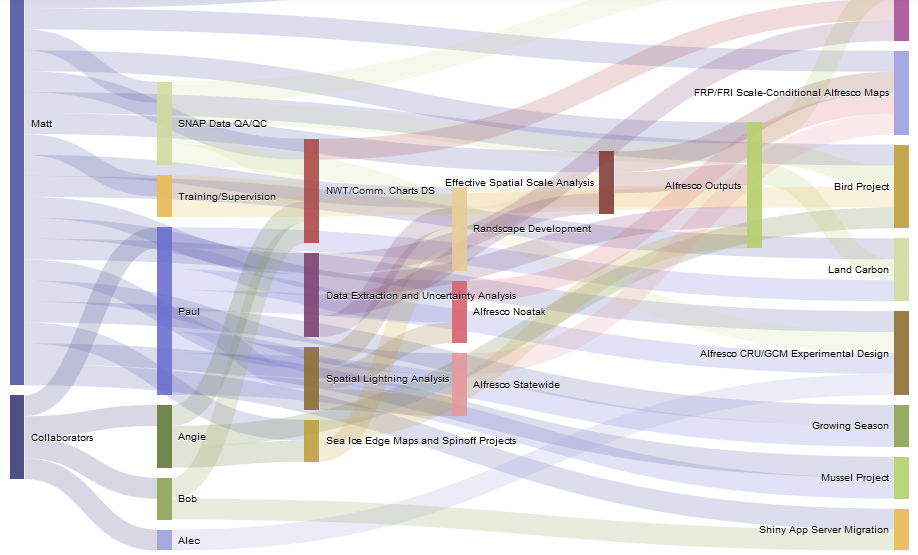 FRP/FRI Scale-Conditional Alfresco Maps
Matt
SNAP Data QA/QC
Effective Spatial Scale Analysis
Alfresco Outputs
Bird Project
NWT/Comm. Charts DS
Training/Supervision
Randscape Development
Land Carbon
Data Extraction and Uncertainty Analysis
Paul
Alfresco Noatak
Alfresco CRU/GCM Experimental Design
Spatial Lightning Analysis
Alfresco Statewide
Growing Season
Collaborators
Angie
Sea Ice Edge Maps and Spinoff Projects
Mussel Project
Bob
Shiny App Server Migration
Alec